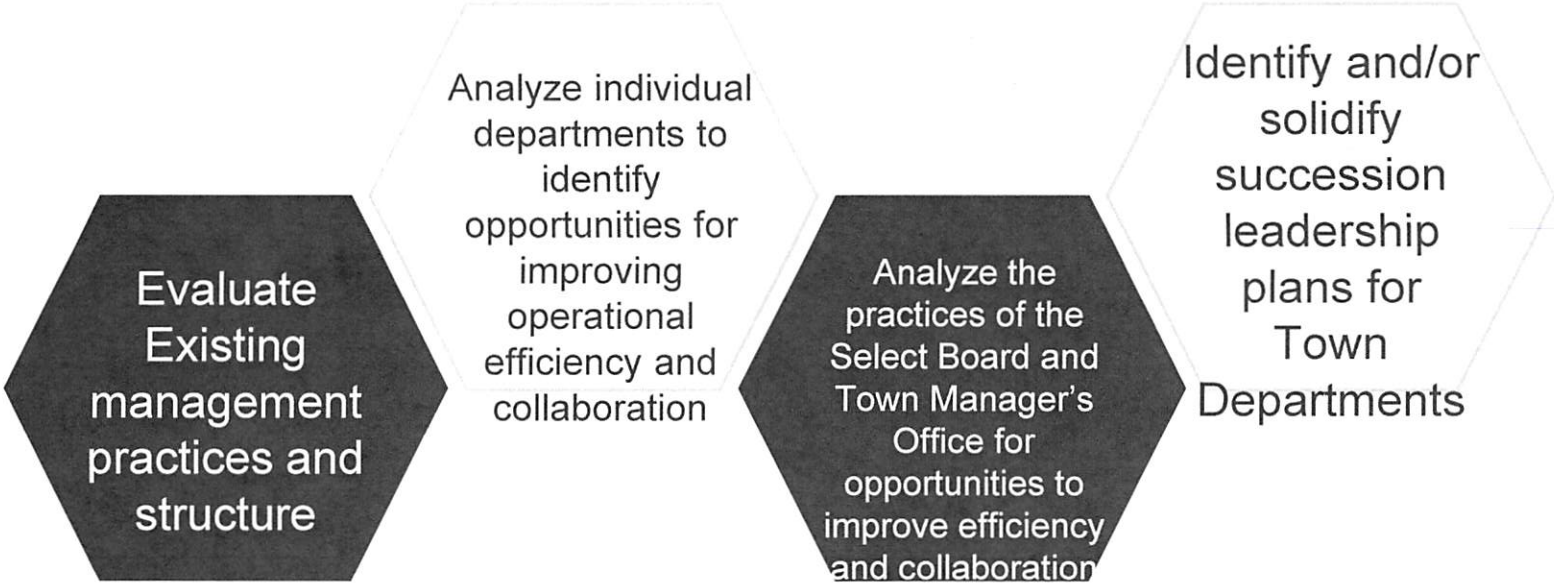 Evaluate
Existing
management
practices and
structure
Analyze individual
departments to
identify
opportunities for
improving
operational
efficiency and
collaboration
Analyze the
practices of the
Select Board and
Town Manager’s
Office for
opportunities to
improve efficiency
and collaboration
Identify and/or
solidify
succession
leadership
plans for
Town
Departments